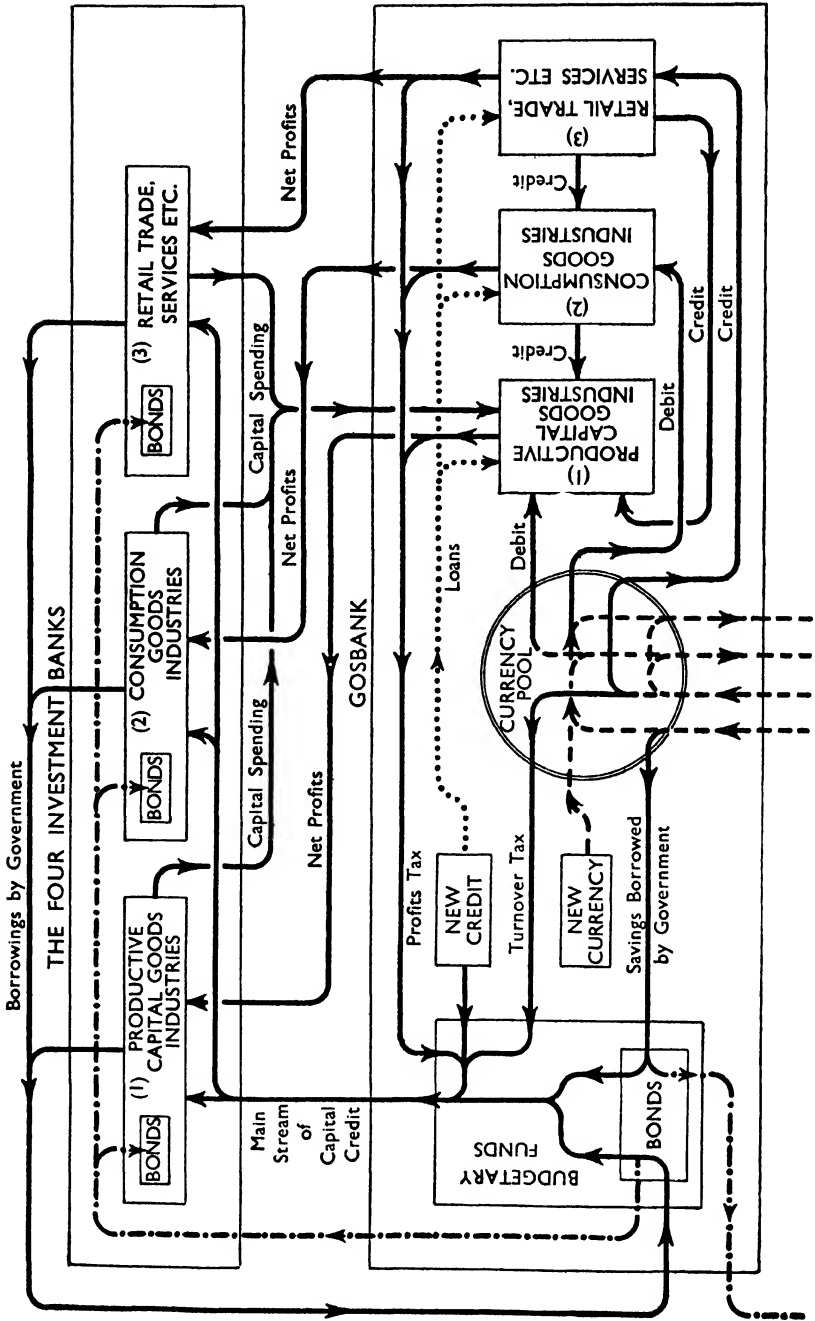 Borrowings by Government
THE FOUR INVESTMENT BANKS
(1) PRODUCTIVE
CAPITAL GOODS
INDUSTRIES
BONDS
(2) CONSUMPTION
GOODS
INDUSTRIES
BONDS
(3) RETAIL TRADE,
SERVICES ETC.
BONDS
Capital Spending
Capital Spending
Net Profits
Net Profits
Net Profits
Main
Stream
of
Capital
Credit
GOSBANK
Profits Tax
Loans
NEW
CREDIT
Turnover Tax
NEW
CURRENCY
Savings Borrowed
by Government
BUDGETARY
FUNDS
BONDS
CURRENCY
POOL
Debit
Debit
Credit
Credit
(1)
PRODUCTIVE
CAPITAL
GOODS
INDUSTRIES
Credit
(2)
CONSUMPTION
GOODS
INDUSTRIES
Credit
(3)
RETAIL TRADE,
SERVICES ETC.